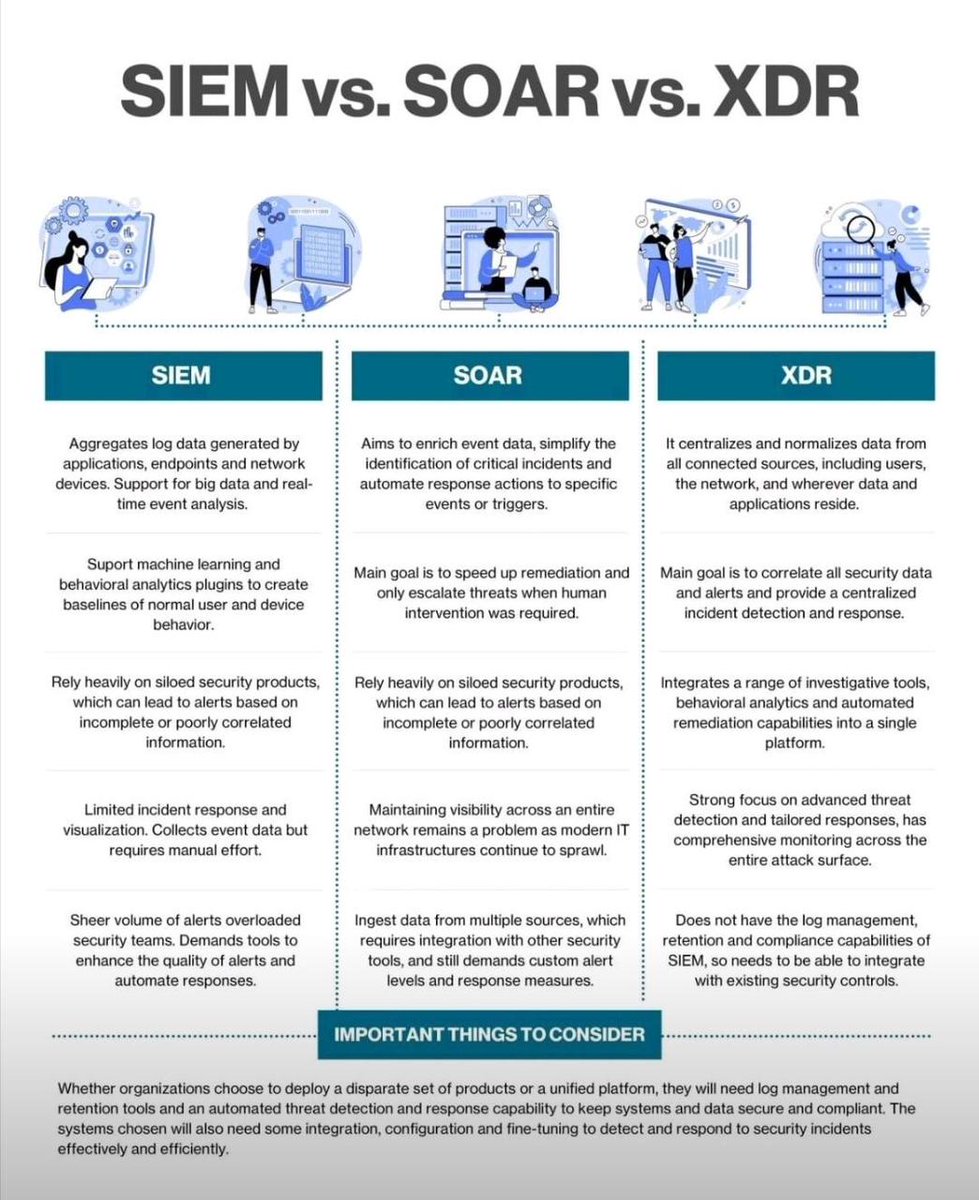 SIEM vs. SOAR vs. XDR
SIEM
Aggregates log data generated by
applications, endpoints and network
devices. Support for big data and real-
time event analysis.
Suport machine learning and
behavioral analytics plugins to create
baselines of normal user and device
behavior.
Rely heavily on siloed security products,
which can lead to alerts based on
incomplete or poorly correlated
information.
Limited incident response and
visualization. Collects event data but
requires manual effort.
Sheer volume of alerts overloaded
security teams. Demands tools to
enhance the quality of alerts and
automate responses.
SOAR
Aims to enrich event data, simplify the
identification of critical incidents and
automate response actions to specific
events or triggers.
Main goal is to speed up remediation and
only escalate threats when human
intervention was required.
Rely heavily on siloed security products,
which can lead to alerts based on
incomplete or poorly correlated
information.
Maintaining visibility across an entire
network remains a problem as modern IT
infrastructures continue to sprawl.
Ingest data from multiple sources, which
requires integration with other security
tools, and still demands custom alert
levels and response measures.
XDR
It centralizes and normalizes data from
all connected sources, including users,
the network, and wherever data and
applications reside.
Main goal is to correlate all security data
and alerts and provide a centralized
incident detection and response.
Integrates a range of investigative tools,
behavioral analytics and automated
remediation capabilities into a single
platform.
Strong focus on advanced threat
detection and tailored responses, has
comprehensive monitoring across the
entire attack surface.
Does not have the log management,
retention and compliance capabilities of
SIEM, so needs to be able to integrate
with existing security controls.
IMPORTANT THINGS TO CONSIDER
Whether organizations choose to deploy a disparate set of products or a unified platform, they will need log management and
retention tools and an automated threat detection and response capability to keep systems and data secure and compliant. The
systems chosen will also need some integration, configuration and fine-tuning to detect and respond to security incidents
effectively and efficiently.